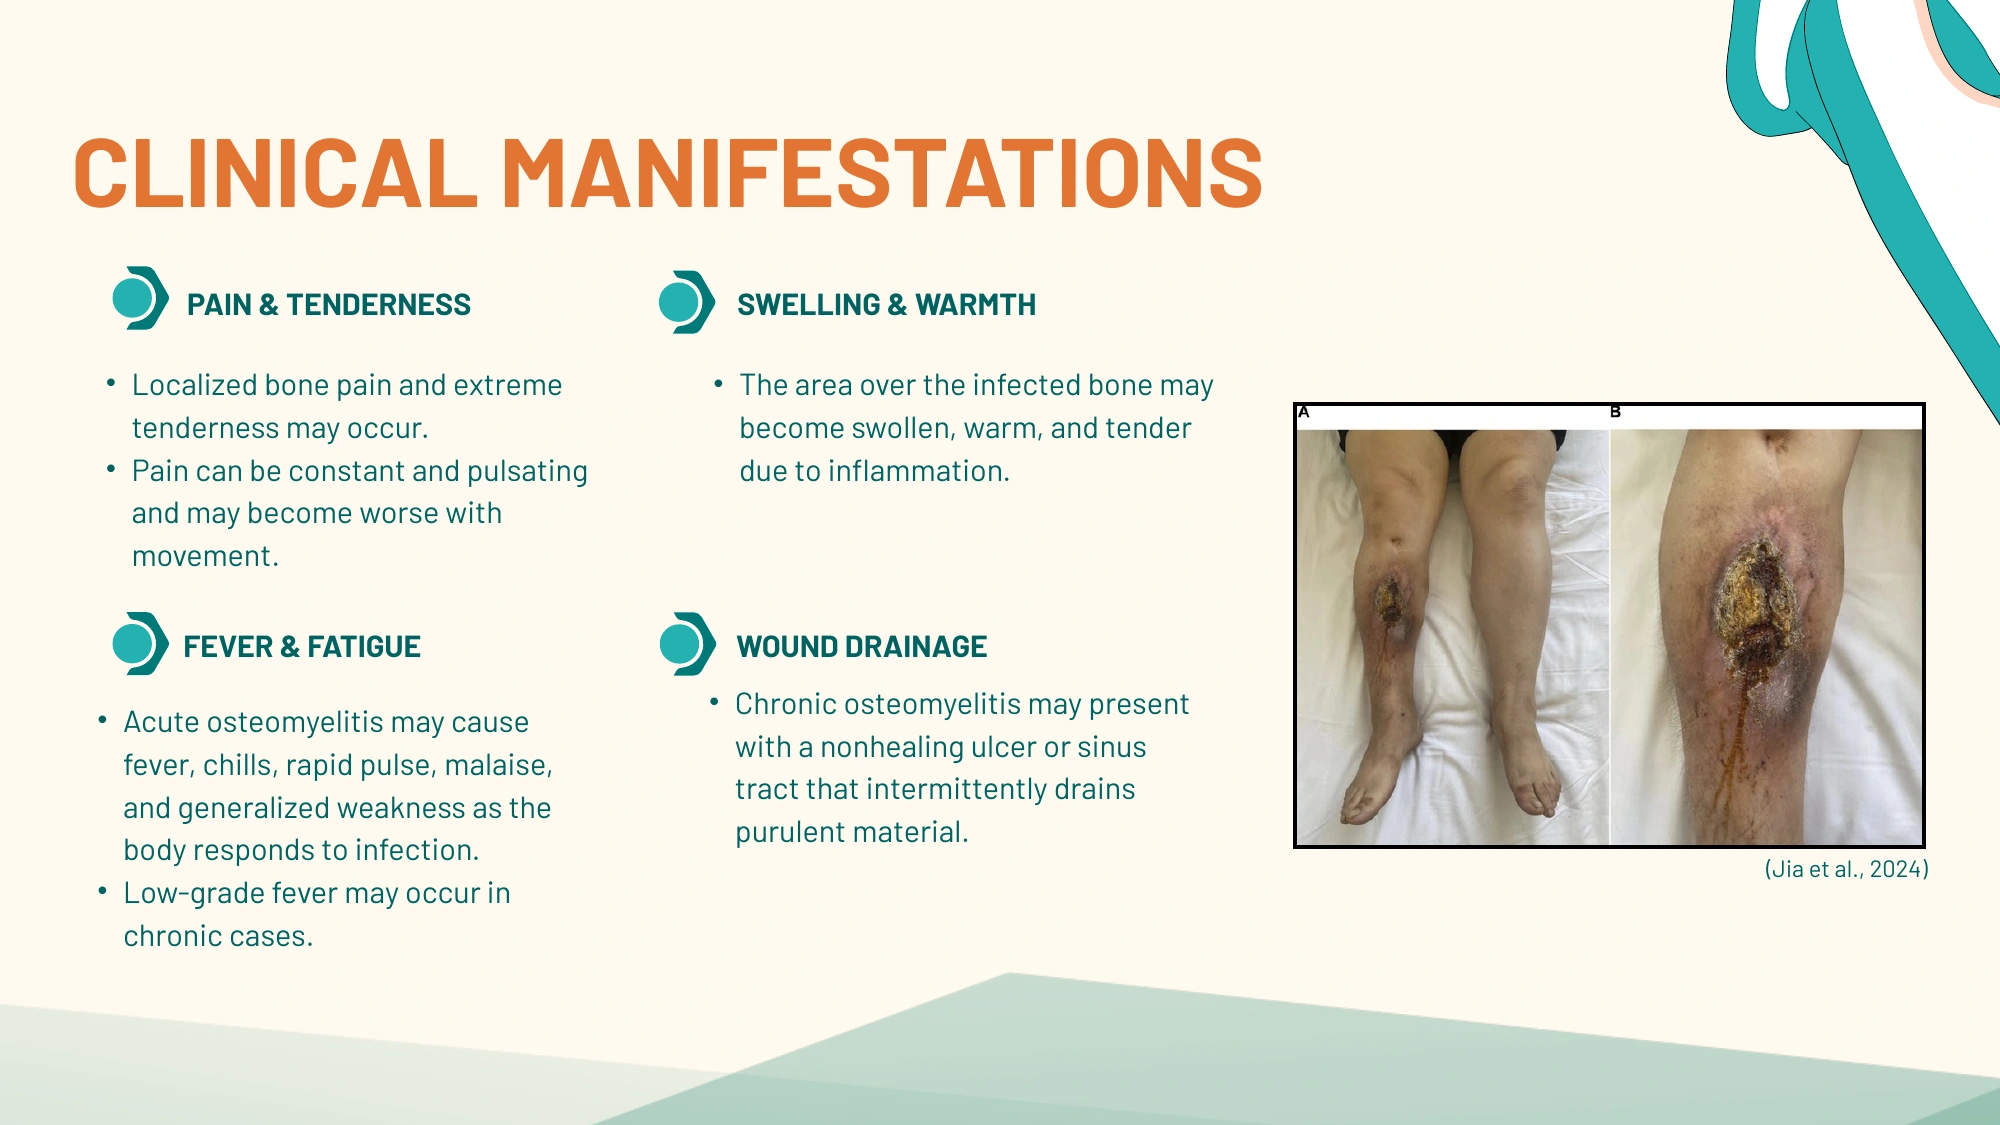 CLINICAL MANIFESTATIONS
PAIN & TENDERNESS
• Localized bone pain and extreme
tenderness may occur.
• Pain can be constant and pulsating
and may become worse with
movement.
SWELLING & WARMTH
• The area over the infected bone may
become swollen, warm, and tender
due to inflammation.
FEVER & FATIGUE
• Acute osteomyelitis may cause
fever, chills, rapid pulse, malaise,
and generalized weakness as the
body responds to infection.
• Low-grade fever may occur in
chronic cases.
WOUND DRAINAGE
• Chronic osteomyelitis may present
with a nonhealing ulcer or sinus
tract that intermittently drains
purulent material.
A
B
(Jia et al., 2024)